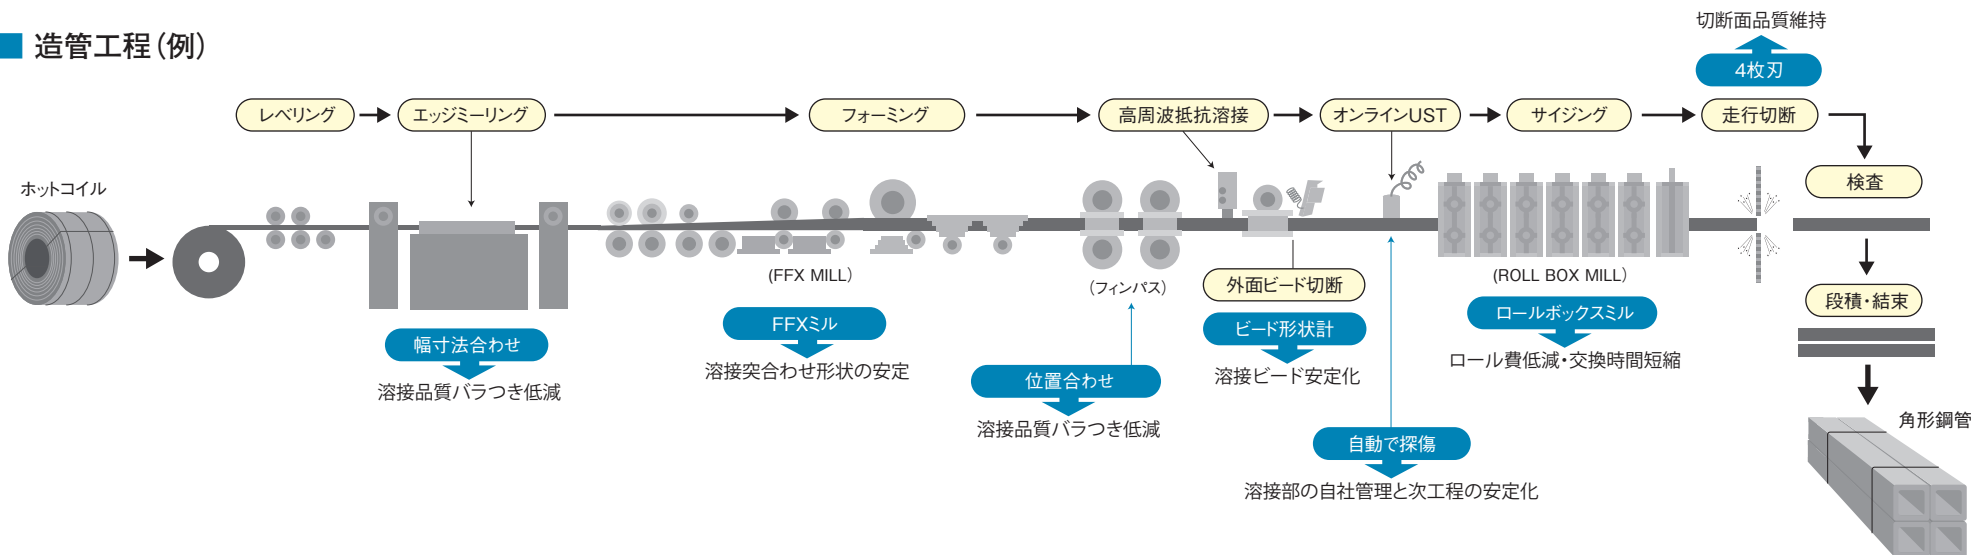 造管工程（例）
切断面品質維持
4枚刃
レベリング
エッジミーリング
フォーミング
高周波抵抗溶接
オンラインUST
サイジング
走行切断
検査
ホットコイル
(FFX MILL)
（フィンパス）
外面ビード切断
(ROLL BOX MILL)
段積・結束
幅寸法合わせ
溶接品質バラつき低減
FFXミル
溶接突合わせ形状の安定
位置合わせ
溶接品質バラつき低減
ビード形状計
溶接ビード安定化
ロールボックスミル
ロール費低減・交換時間短縮
自動で探傷
溶接部の自社管理と次工程の安定化
角形鋼管